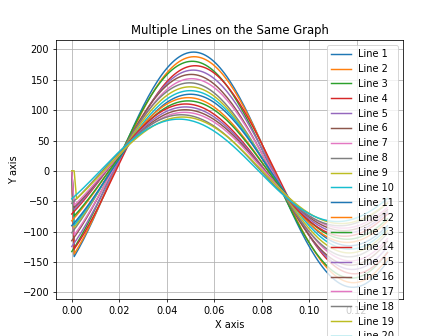 Multiple Lines on the Same Graph
Y axis
200
150
100
50
0
−50
−100
−150
−200
0.00
0.02
0.04
0.06
0.08
0.10
X axis
Line 1
Line 2
Line 3
Line 4
Line 5
Line 6
Line 7
Line 8
Line 9
Line 10
Line 11
Line 12
Line 13
Line 14
Line 15
Line 16
Line 17
Line 18
Line 19
Line 20